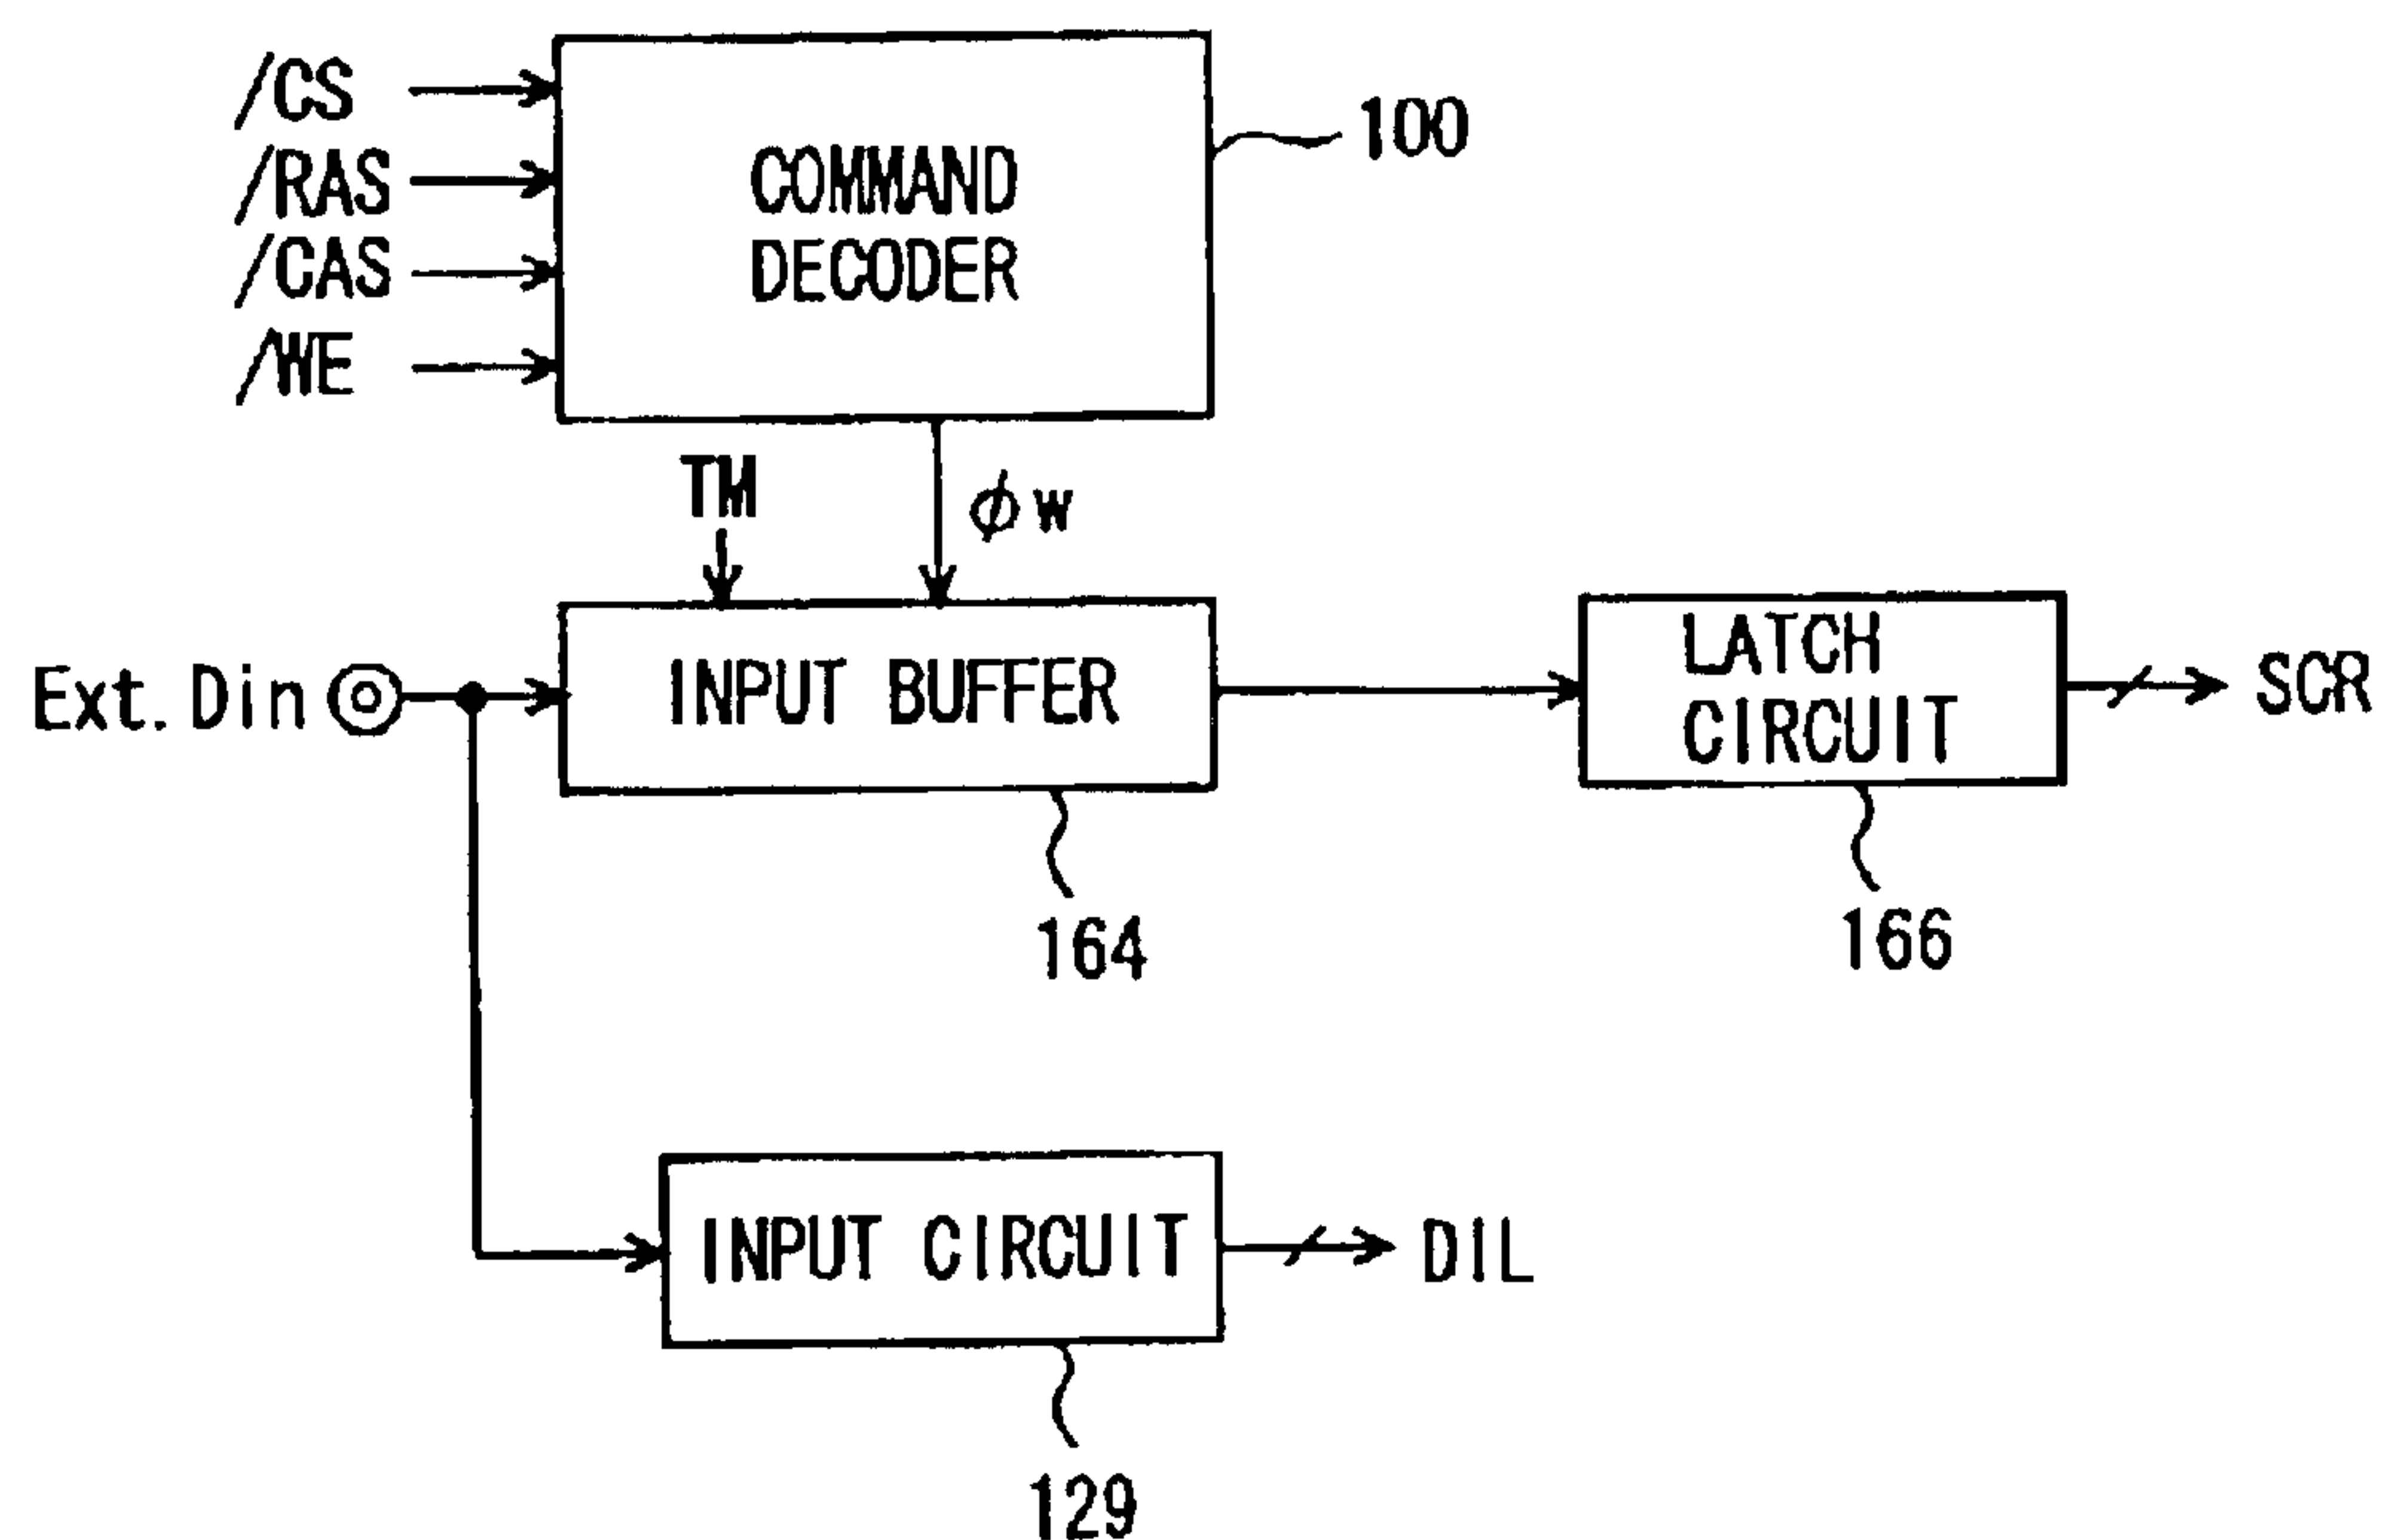 /CS
/RAS
/CAS
/WE
COMMAND
DECODER
100
TM
φw
Ext. Din
INPUT BUFFER
LATCH
CIRCUIT
SCR
164
166
INPUT CIRCUIT
DIL
129